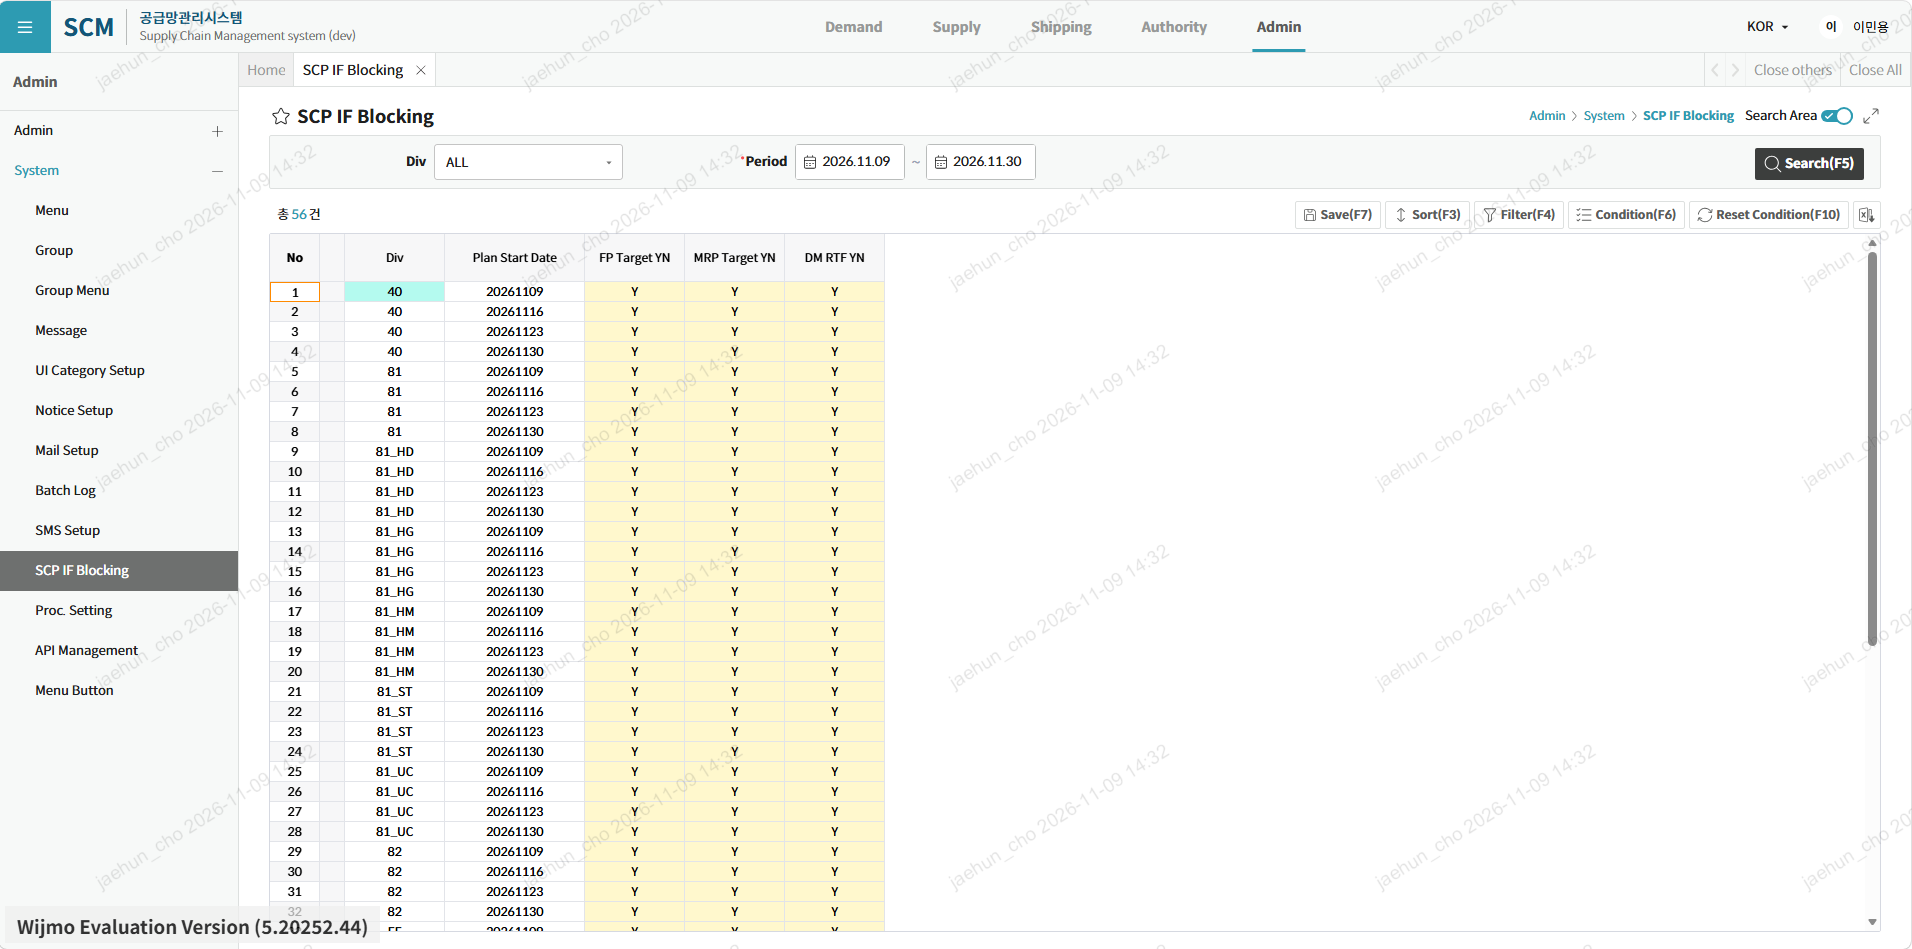 SCM
공급망관리시스템
Supply Chain Management system (dev)
Demand
Supply
Shipping
Authority
Admin
KOR
이
이민용
Admin
Home
SCP IF Blocking
Close others
Close All
Admin
System
Menu
Group
Group Menu
Message
UI Category Setup
Notice Setup
Mail Setup
Batch Log
SMS Setup
SCP IF Blocking
Proc. Setting
API Management
Menu Button
SCP IF Blocking
Admin > System > SCP IF Blocking
Search Area
Div
ALL
*Period
2026.11.09 ~ 2026.11.30
Search(F5)
총 56 건
Save(F7)
Sort(F3)
Filter(F4)
Condition(F6)
Reset Condition(F10)
No Div Plan Start Date FP Target YN MRP Target YN DM RTF YN
1 40 20261109 Y Y Y
2 40 20261116 Y Y Y
3 40 20261123 Y Y Y
4 40 20261130 Y Y Y
5 81 20261109 Y Y Y
6 81 20261116 Y Y Y
7 81 20261123 Y Y Y
8 81 20261130 Y Y Y
9 81_HD 20261109 Y Y Y
10 81_HD 20261116 Y Y Y
11 81_HD 20261123 Y Y Y
12 81_HD 20261130 Y Y Y
13 81_HG 20261109 Y Y Y
14 81_HG 20261116 Y Y Y
15 81_HG 20261123 Y Y Y
16 81_HG 20261130 Y Y Y
17 81_HM 20261109 Y Y Y
18 81_HM 20261116 Y Y Y
19 81_HM 20261123 Y Y Y
20 81_HM 20261130 Y Y Y
21 81_ST 20261109 Y Y Y
22 81_ST 20261116 Y Y Y
23 81_ST 20261123 Y Y Y
24 81_ST 20261130 Y Y Y
25 81_UC 20261109 Y Y Y
26 81_UC 20261116 Y Y Y
27 81_UC 20261123 Y Y Y
28 81_UC 20261130 Y Y Y
29 82 20261109 Y Y Y
30 82 20261116 Y Y Y
31 82 20261123 Y Y Y
32 82 20261130 Y Y Y
Wijmo Evaluation Version (5.20252.44)
jaehun_cho 2026-11-09 14:32